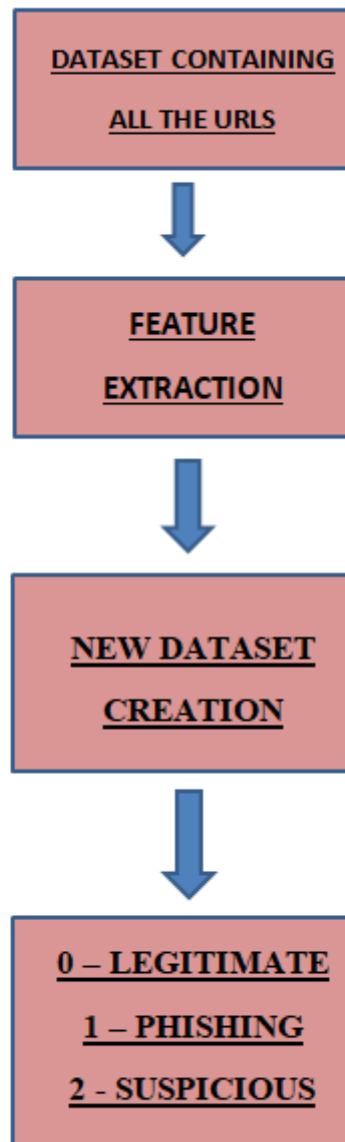 DATASET CONTAINING
ALL THE URLS
FEATURE
EXTRACTION
NEW DATASET
CREATION
0 – LEGITIMATE
1 – PHISHING
2 - SUSPICIOUS